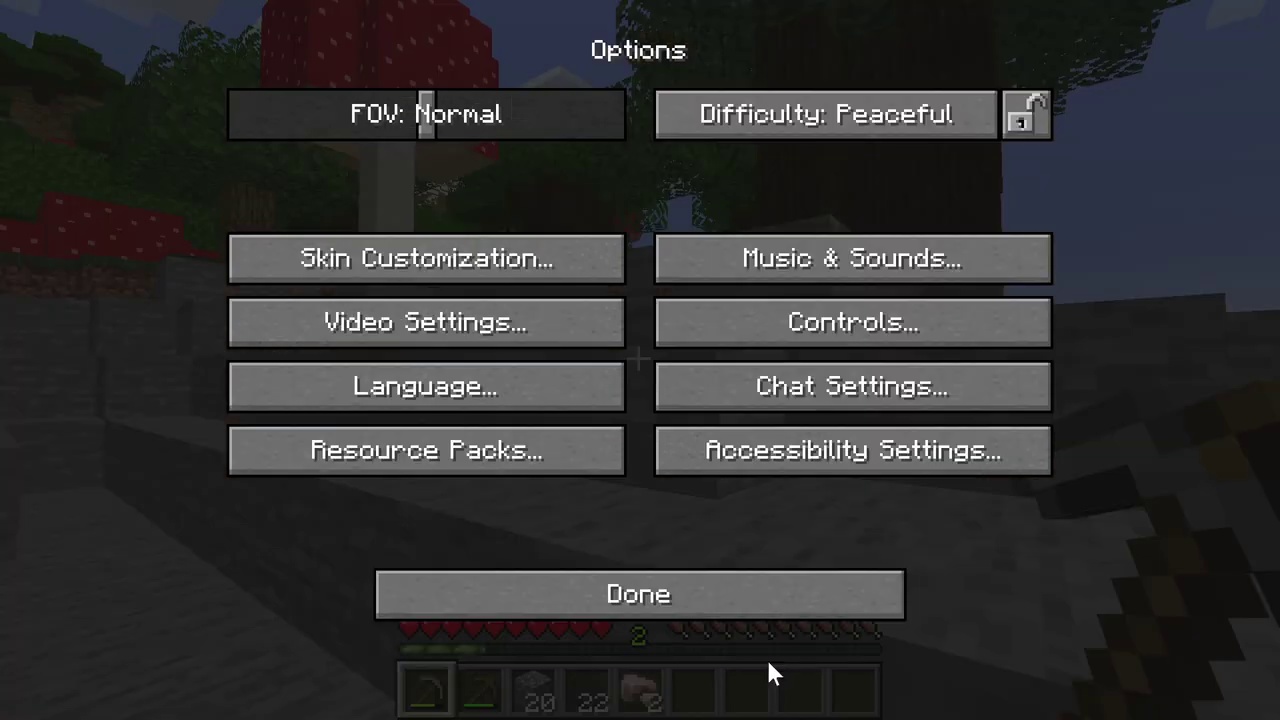 Options
FOV: Normal
Difficulty: Peaceful
Skin Customization...
Music & Sounds...
Video Settings...
Controls...
Language...
Chat Settings...
Resource Packs...
Accessibility Settings...
Done
2
20
22
2